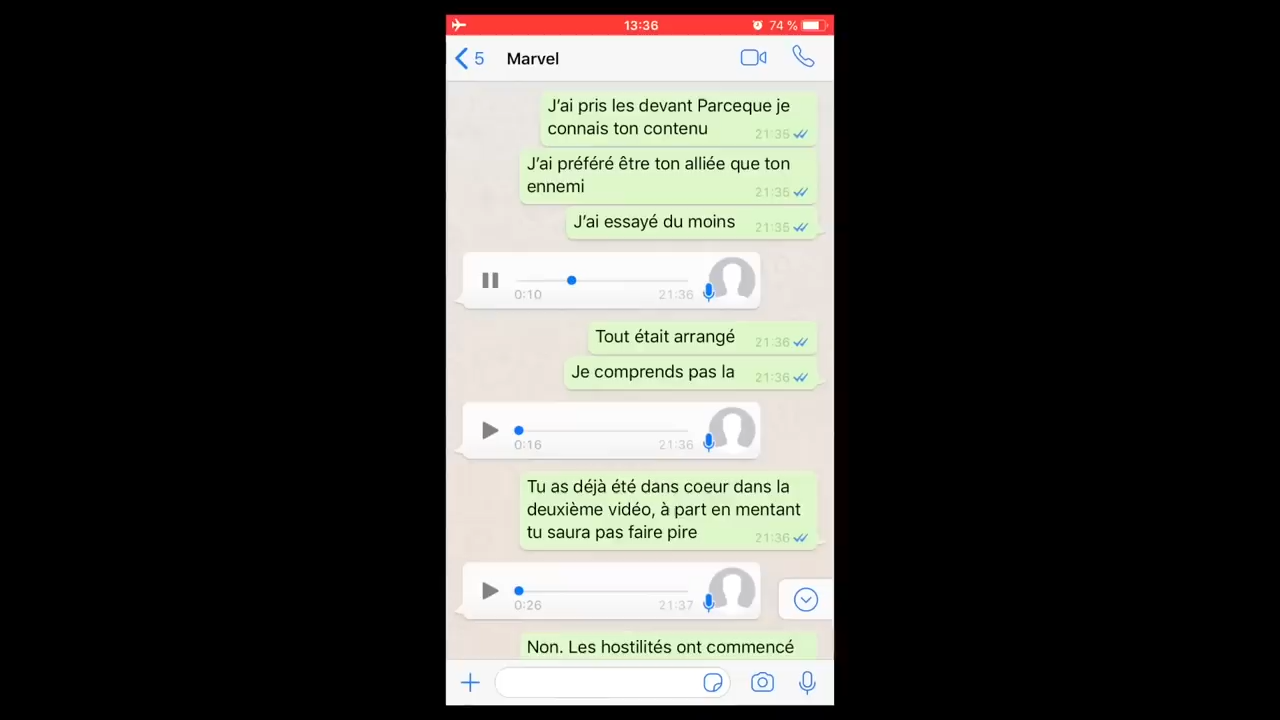 13:36
74 %
5
Marvel
J'ai pris les devant Parceque je
connais ton contenu
21:35
J'ai préféré être ton alliée que ton
ennemi
21:35
J'ai essayé du moins
21:35
0:10
21:36
Tout était arrangé
21:36
Je comprends pas la
21:36
0:16
21:36
Tu as déjà été dans coeur dans la
deuxième vidéo, à part en mentant
tu saura pas faire pire
21:36
0:26
21:37
Non. Les hostilités ont commencé